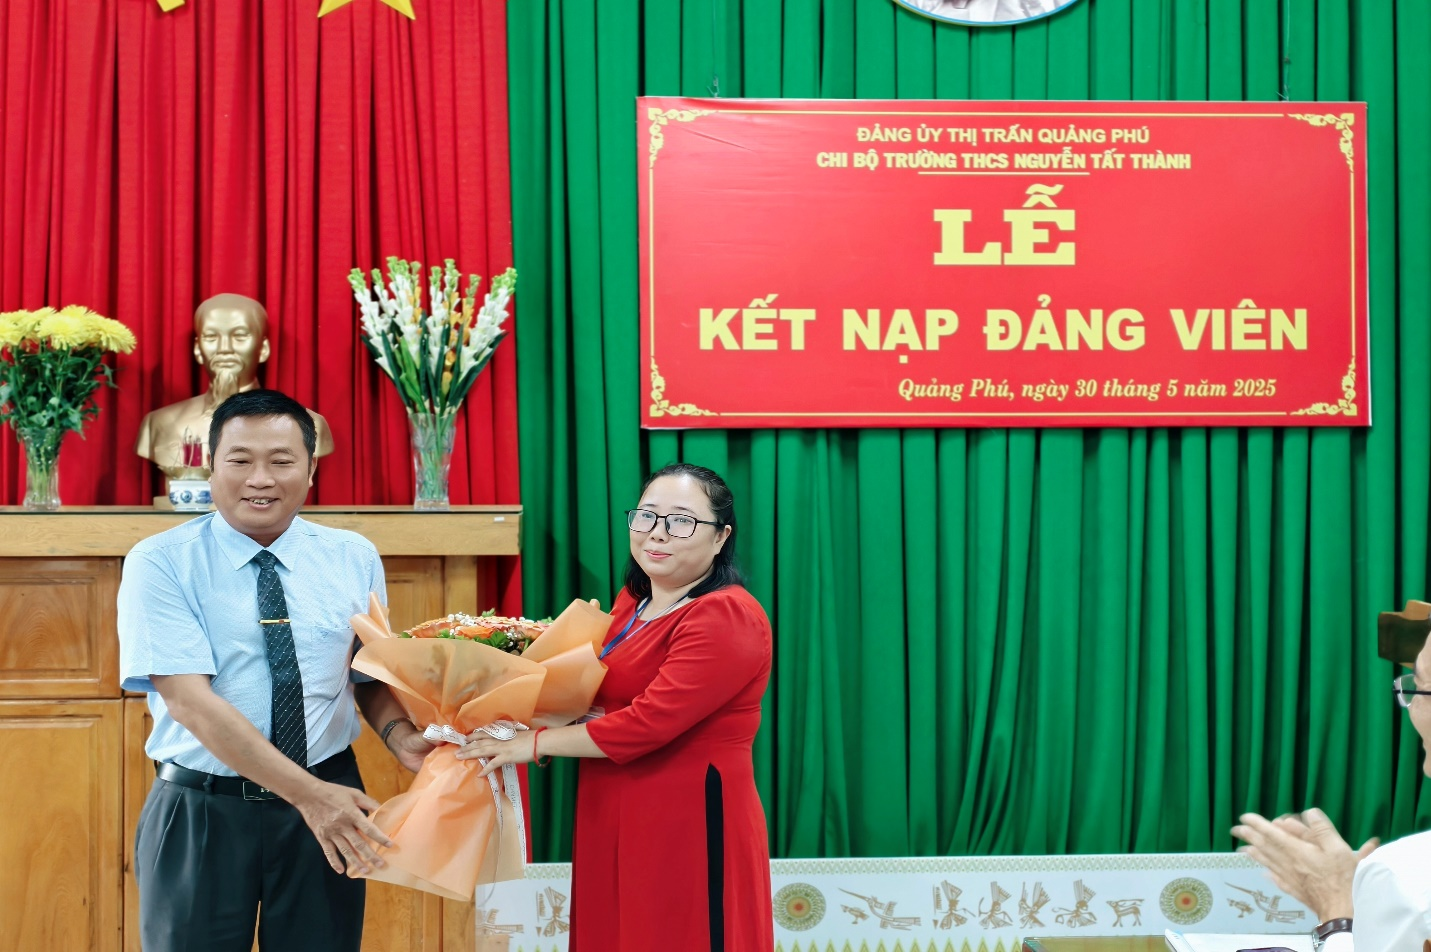 ĐẢNG ỦY THỊ TRẤN QUẢNG PHÚ
CHI BỘ TRƯỜNG THCS NGUYỄN TẤT THÀNH
LỄ
KẾT NẠP ĐẢNG VIÊN
Quảng Phú, ngày 30 tháng 5 năm 2025